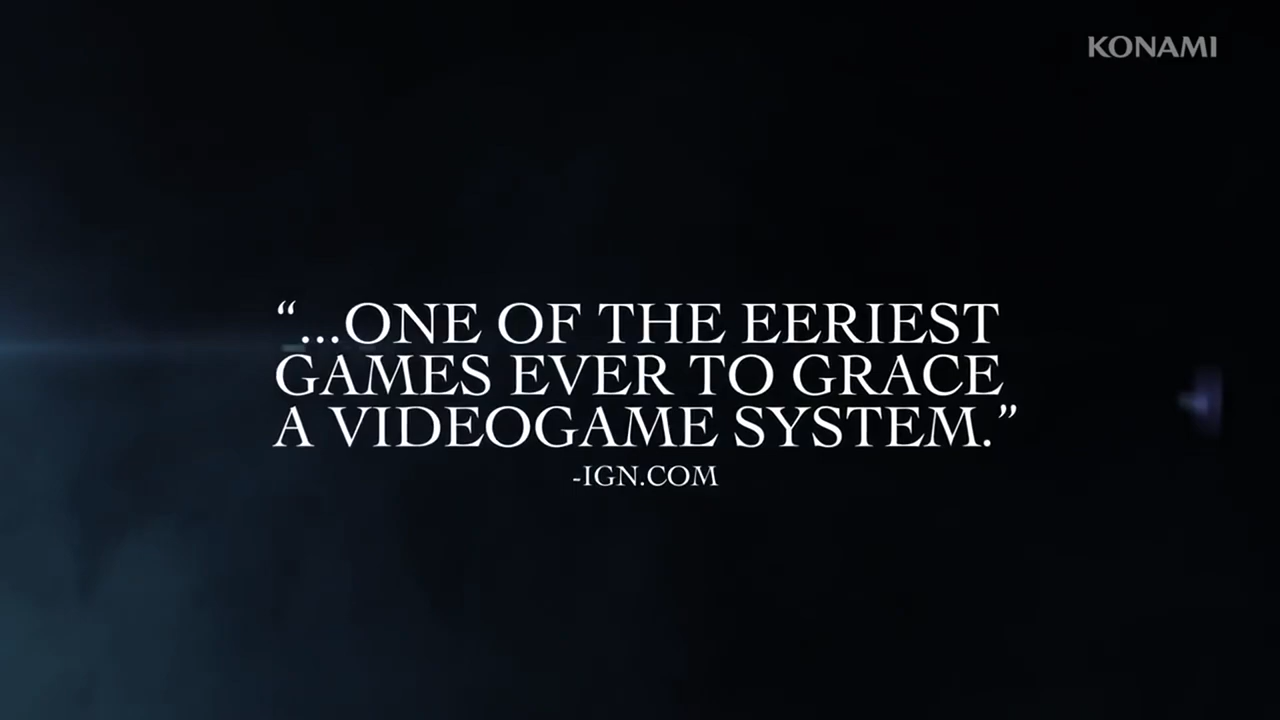 KONAMI
“...ONE OF THE EERIEST
GAMES EVER TO GRACE
A VIDEOGAME SYSTEM.”
-IGN.COM